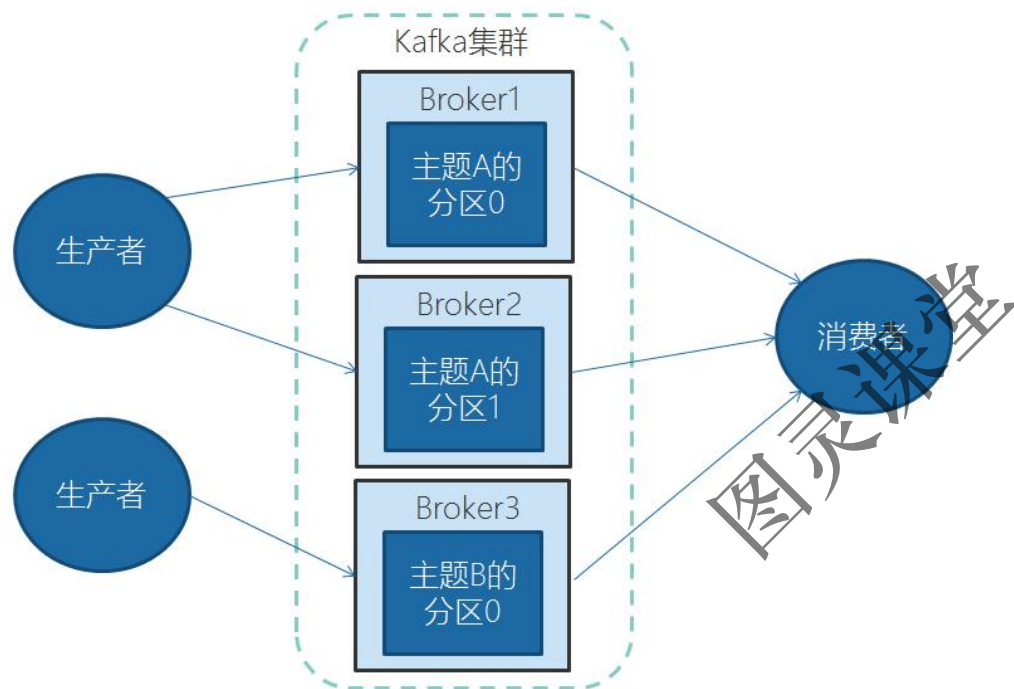 Kafka集群
Broker1
主题A的
分区0
生产者
Broker2
主题A的
分区1
消费者
生产者
Broker3
主题B的
分区0
图灵课堂